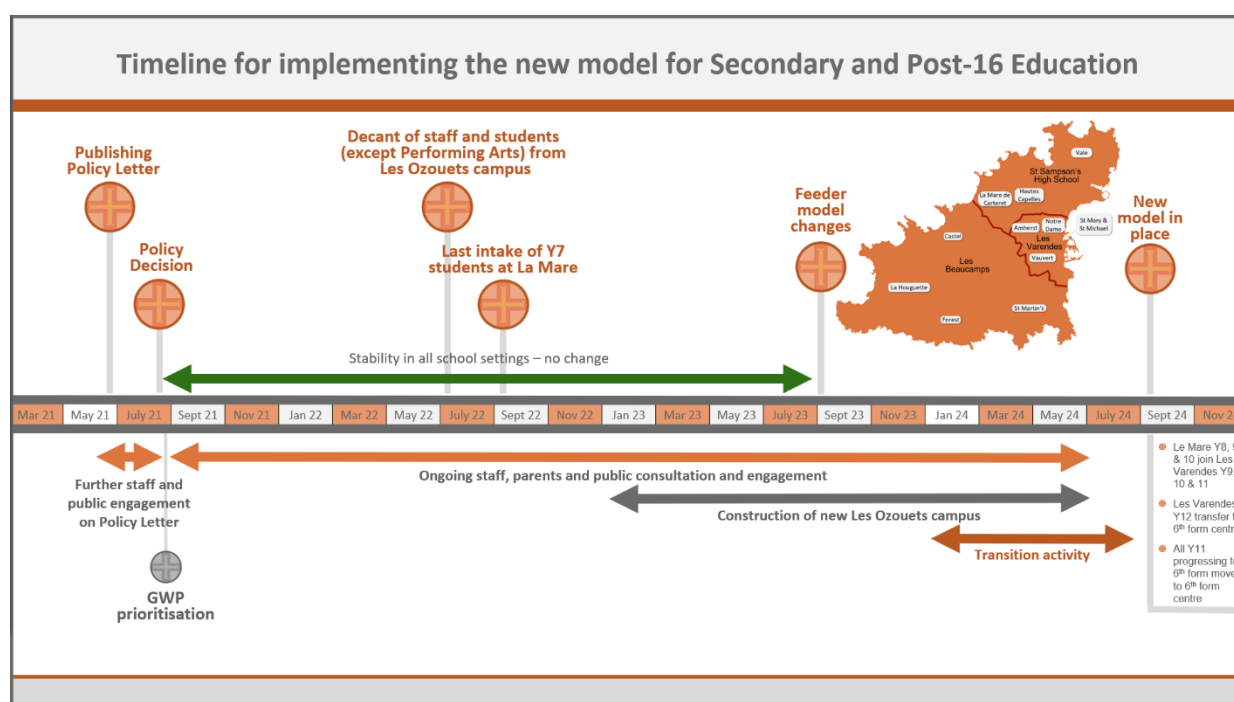 Timeline for implementing the new model for Secondary and Post-16 Education
Publishing
Policy Letter
Policy
Decision
Decant of staff and students
(except Performing Arts) from
Les Ozouets campus
Last intake of Y7
students at La Mare
Feeder
model
changes
Vale
St Sampson's
High School
La Mare de
Carteret
Hautes
Capelles
Amherst
Notre
Dame
St Mary &
St Michael
Les
Varendes
Vauvert
Castel
Les
Beaucamps
La Houguette
Forest
St Martin's
New
model in
place
Stability in all school settings – no change
Mar 21 May 21 July 21 Sept 21 Nov 21 Jan 22 Mar 22 May 22 July 22 Sept 22 Nov 22 Jan 23 Mar 23 May 23 July 23 Sept 23 Nov 23 Jan 24 Mar 24 May 24 July 24 Sept 24 Nov 2
Further staff and
public engagement
on Policy Letter
Ongoing staff, parents and public consultation and engagement
Construction of new Les Ozouets campus
Transition activity
GWP
prioritisation
Le Mare Y8,
& 10 join Les
Varendes Y9,
10 & 11
Les Varendes
Y12 transfer
6th form centr
All Y11
progressing
6th form move
to 6th form
centre